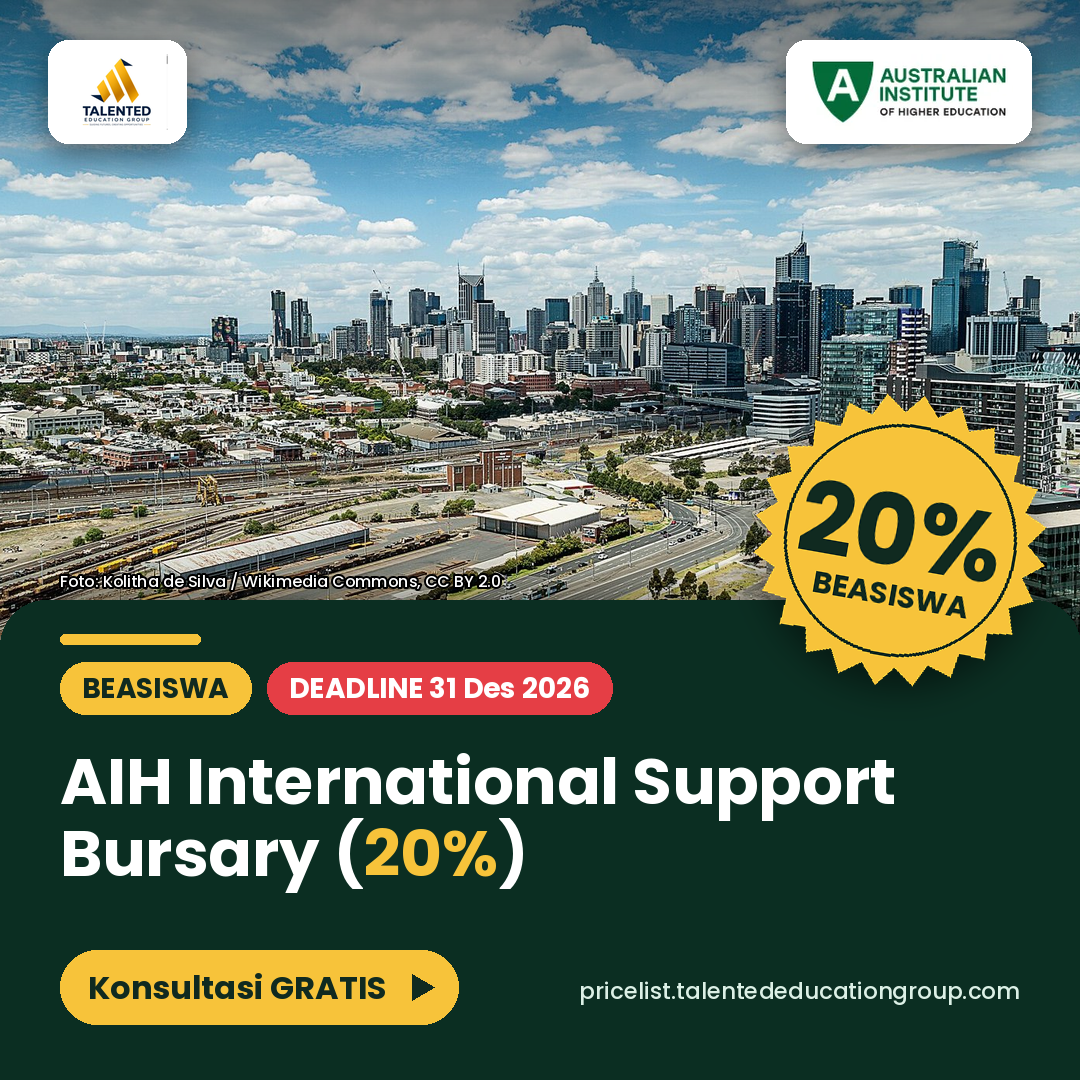 TALENTED
EDUCATION GROUP
AUSTRALIAN
INSTITUTE
OF HIGHER EDUCATION
20%
BEASISWA
Foto: Kolitha de Silva / Wikimedia Commons, CC BY 2.0
BEASISWA
DEADLINE 31 Des 2026
AIH International Support
Bursary (20%)
Konsultasi GRATIS
pricelist.talentededucationgroup.com